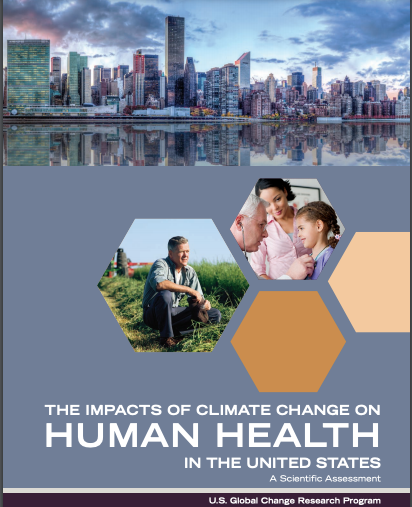 THE IMPACTS OF CLIMATE CHANGE ON
HUMAN HEALTH
IN THE UNITED STATES
A Scientific Assessment
U.S. Global Change Research Program